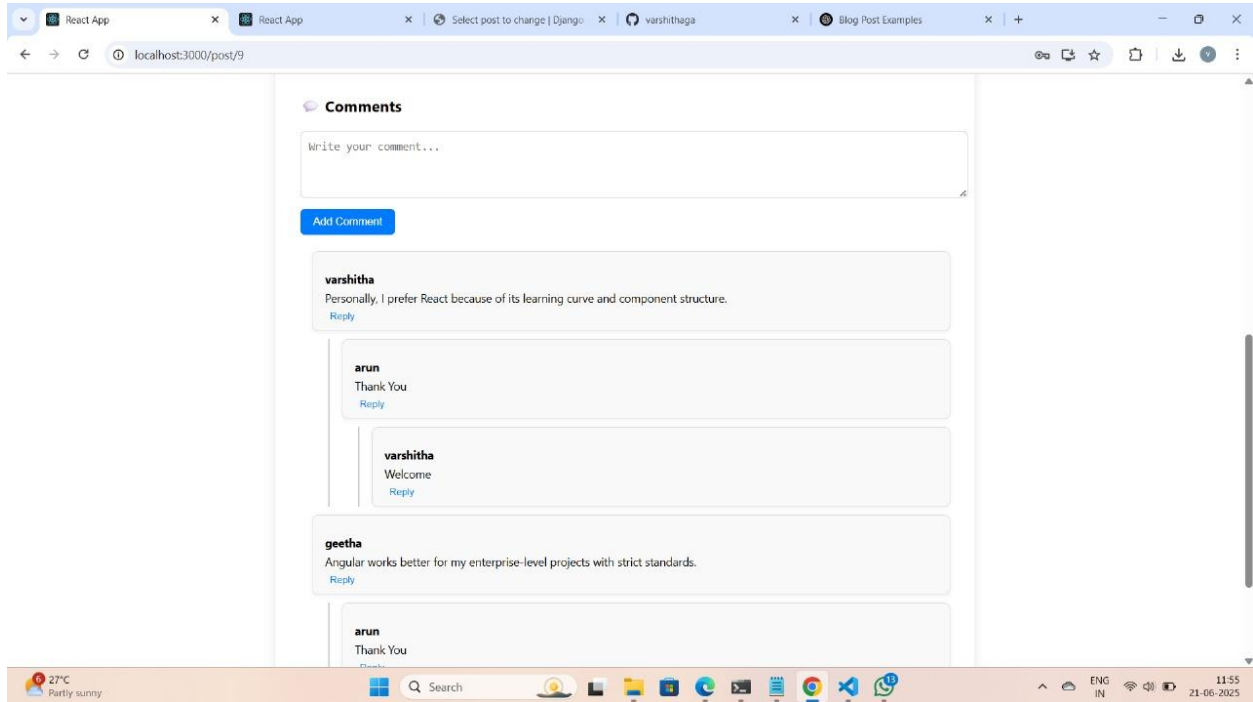 React App
React App
Select post to change | Django
varshithaga
Blog Post Examples
localhost:3000/post/9
Comments
Write your comment...
Add Comment
varshitha
Personally, I prefer React because of its learning curve and component structure.
Reply
arun
Thank You
Reply
varshitha
Welcome
Reply
geetha
Angular works better for my enterprise-level projects with strict standards.
Reply
arun
Thank You
6
27°C
Partly sunny
Search
13
ENG
IN
11:55
21-06-2025